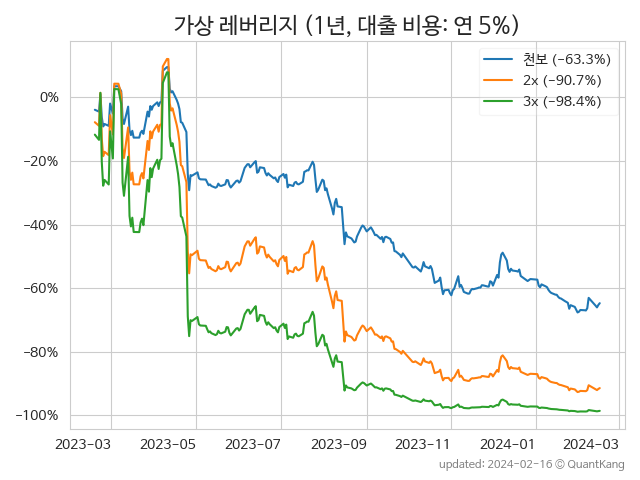 가상 레버리지 (1년, 대출 비용: 연 5%)
천보 (−63.3%)
2x (−90.7%)
3x (−98.4%)
0%
−20%
−40%
−60%
−80%
−100%
2023-03
2023-05
2023-07
2023-09
2023-11
2024-01
2024-03
updated: 2024-02-16 © QuantKang